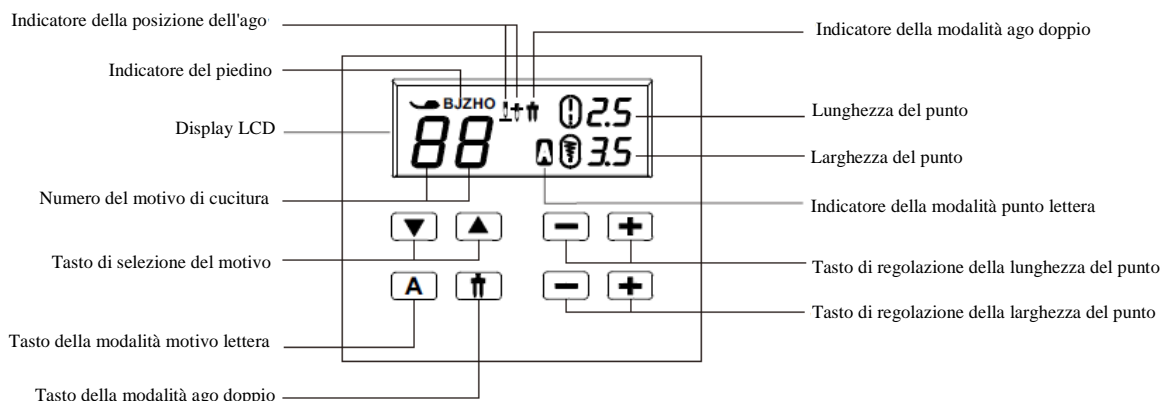 Indicatore della posizione dell'ago
Indicatore della modalità ago doppio
Indicatore del piedino
BJZHO
2.5
Lunghezza del punto
Display LCD
88
A
3.5
Larghezza del punto
Numero del motivo di cucitura
Indicatore della modalità punto lettera
Tasto di selezione del motivo
Tasto di regolazione della lunghezza del punto
A
Tasto di regolazione della larghezza del punto
Tasto della modalità motivo lettera
Tasto della modalità ago doppio